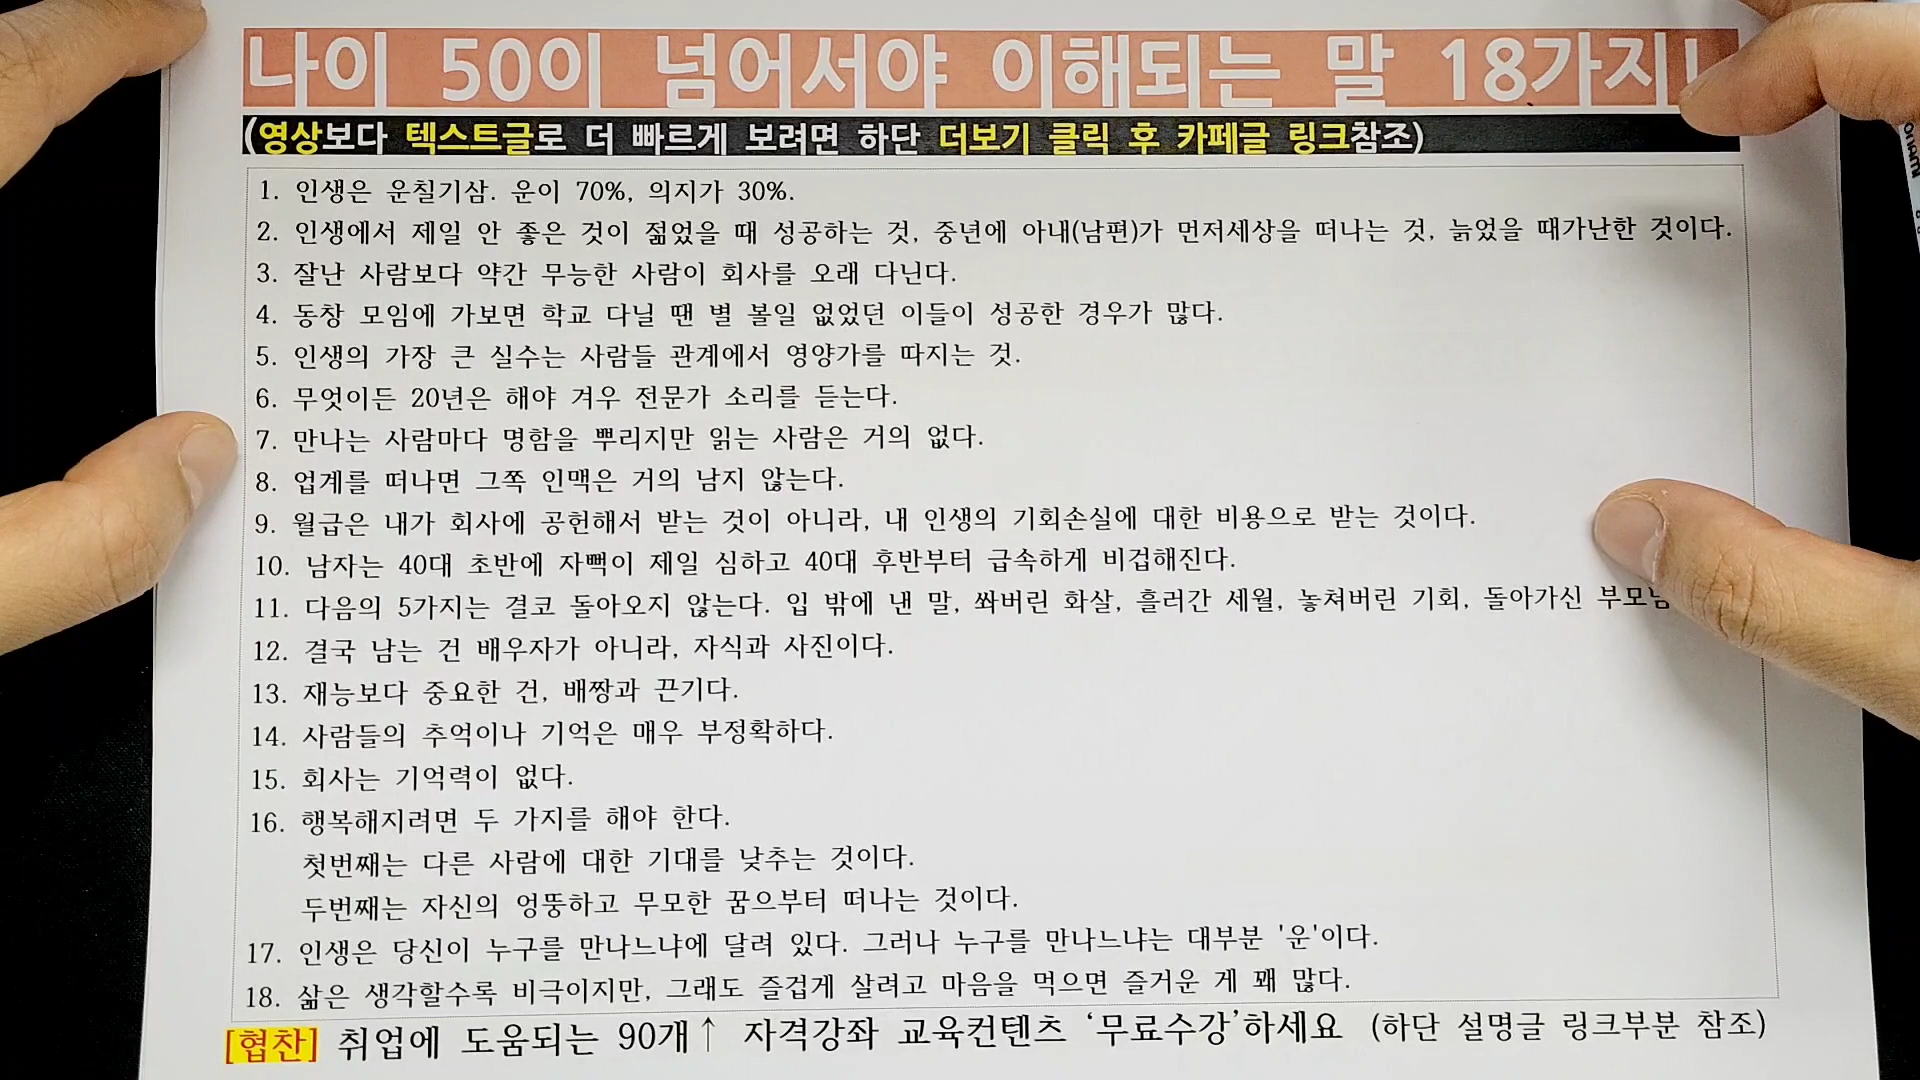 나이 50이 넘어서야 이해되는 말 18가지!
(영상보다 텍스트글로 더 빠르게 보려면 하단 더보기 클릭 후 카페글 링크참조)
1. 인생은 운칠기삼. 운이 70%, 의지가 30%.
2. 인생에서 제일 안 좋은 것이 젊었을 때 성공하는 것, 중년에 아내(남편)가 먼저세상을 떠나는 것, 늙었을 때가난한 것이다.
3. 잘난 사람보다 약간 무능한 사람이 회사를 오래 다닌다.
4. 동창 모임에 가보면 학교 다닐 땐 별 볼일 없었던 이들이 성공한 경우가 많다.
5. 인생의 가장 큰 실수는 사람들 관계에서 영양가를 따지는 것.
6. 무엇이든 20년은 해야 겨우 전문가 소리를 듣는다.
7. 만나는 사람마다 명함을 뿌리지만 읽는 사람은 거의 없다.
8. 업계를 떠나면 그쪽 인맥은 거의 남지 않는다.
9. 월급은 내가 회사에 공헌해서 받는 것이 아니라, 내 인생의 기회손실에 대한 비용으로 받는 것이다.
10. 남자는 40대 초반에 자뻑이 제일 심하고 40대 후반부터 급속하게 비겁해진다.
11. 다음의 5가지는 결코 돌아오지 않는다. 입 밖에 낸 말, 쏴버린 화살, 흘러간 세월, 놓쳐버린 기회, 돌아가신 부모님
12. 결국 남는 건 배우자가 아니라, 자식과 사진이다.
13. 재능보다 중요한 건, 배짱과 끈기다.
14. 사람들의 추억이나 기억은 매우 부정확하다.
15. 회사는 기억력이 없다.
16. 행복해지려면 두 가지를 해야 한다.
첫번째는 다른 사람에 대한 기대를 낮추는 것이다.
두번째는 자신의 엉뚱하고 무모한 꿈으부터 떠나는 것이다.
17. 인생은 당신이 누구를 만나느냐에 달려 있다. 그러나 누구를 만나느냐는 대부분 '운'이다.
18. 삶은 생각할수록 비극이지만, 그래도 즐겁게 살려고 마음을 먹으면 즐거운 게 꽤 많다.
[협찬] 취업에 도움되는 90개↑ 자격강좌 교육컨텐츠 ‘무료수강’하세요 (하단 설명글 링크부분 참조)